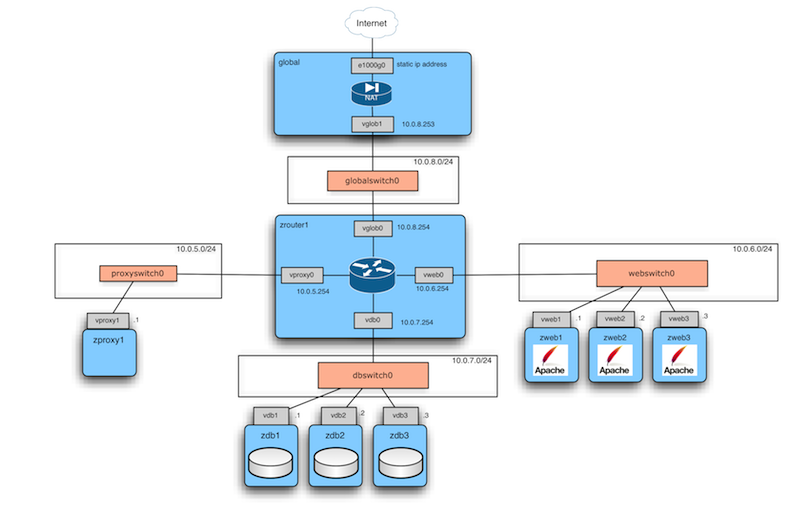 Internet
global
e1000g0
static ip address
NAT
vglob1
10.0.8.253
10.0.8.0/24
globalswitch0
zrouter1
vglob0
10.0.8.254
vproxy0
10.0.5.254
vweb0
10.0.6.254
vdb0
10.0.7.254
10.0.5.0/24
proxyswitch0
vproxy1
.1
zproxy1
10.0.6.0/24
webswitch0
vweb1
.1
vweb2
.2
vweb3
.3
zweb1
zweb2
zweb3
Apache
Apache
Apache
10.0.7.0/24
dbswitch0
vdb1
.1
vdb2
.2
vdb3
.3
zdb1
zdb2
zdb3